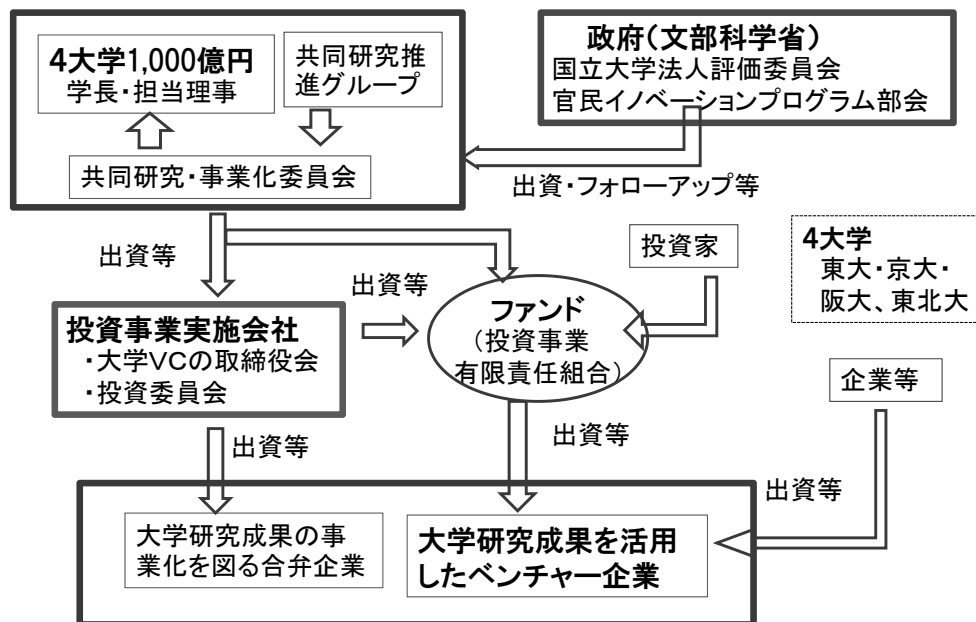 4大学1,000億円
学長・担当理事
共同研究推
進グループ
共同研究・事業化委員会
政府(文部科学省)
国立大学法人評価委員会
官民イノベーションプログラム部会
出資・フォローアップ等
出資等
出資等
投資家
4大学
東大・京大・
阪大、東北大
投資事業実施会社
・大学VCの取締役会
・投資委員会
ファンド
(投資事業
有限責任組合)
企業等
出資等
出資等
出資等
大学研究成果の事
業化を図る合弁企業
大学研究成果を活用
したベンチャー企業